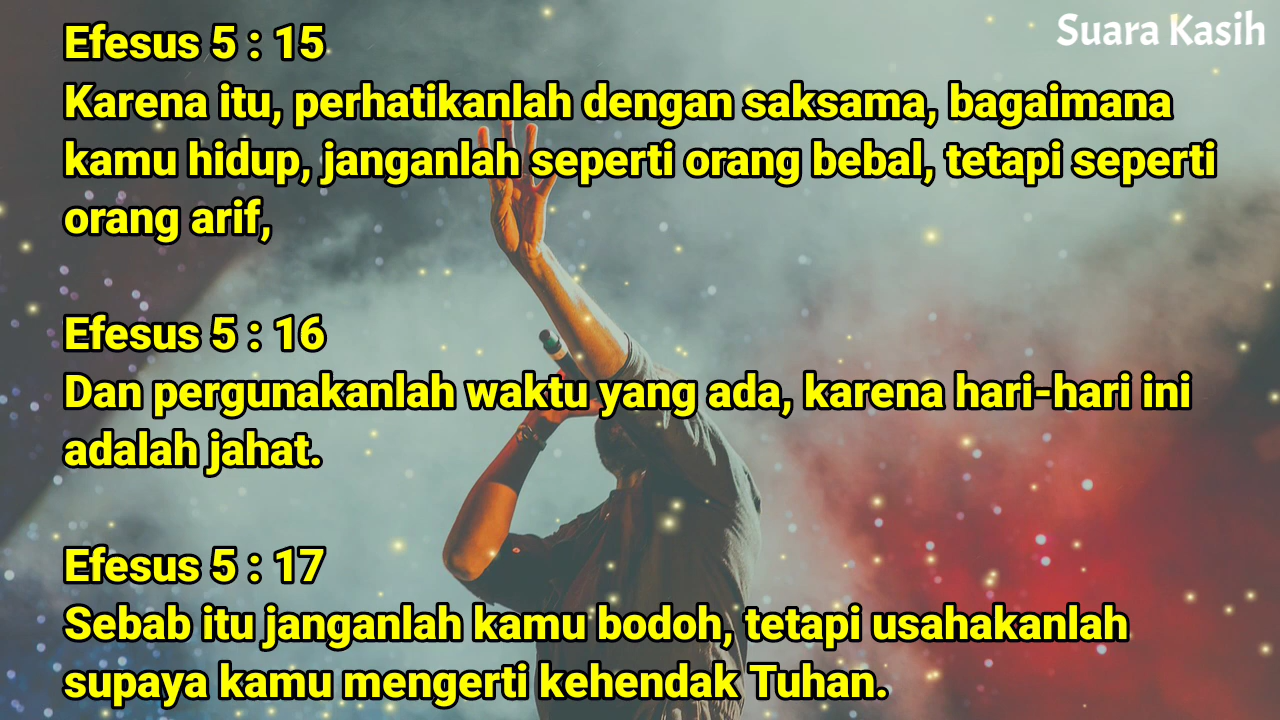 Suara Kasih
Efesus 5 : 15
Karena itu, perhatikanlah dengan saksama, bagaimana
kamu hidup, janganlah seperti orang bebal, tetapi seperti
orang arif,
Efesus 5 : 16
Dan pergunakanlah waktu yang ada, karena hari-hari ini
adalah jahat.
Efesus 5 : 17
Sebab itu janganlah kamu bodoh, tetapi usahakanlah
supaya kamu mengerti kehendak Tuhan.